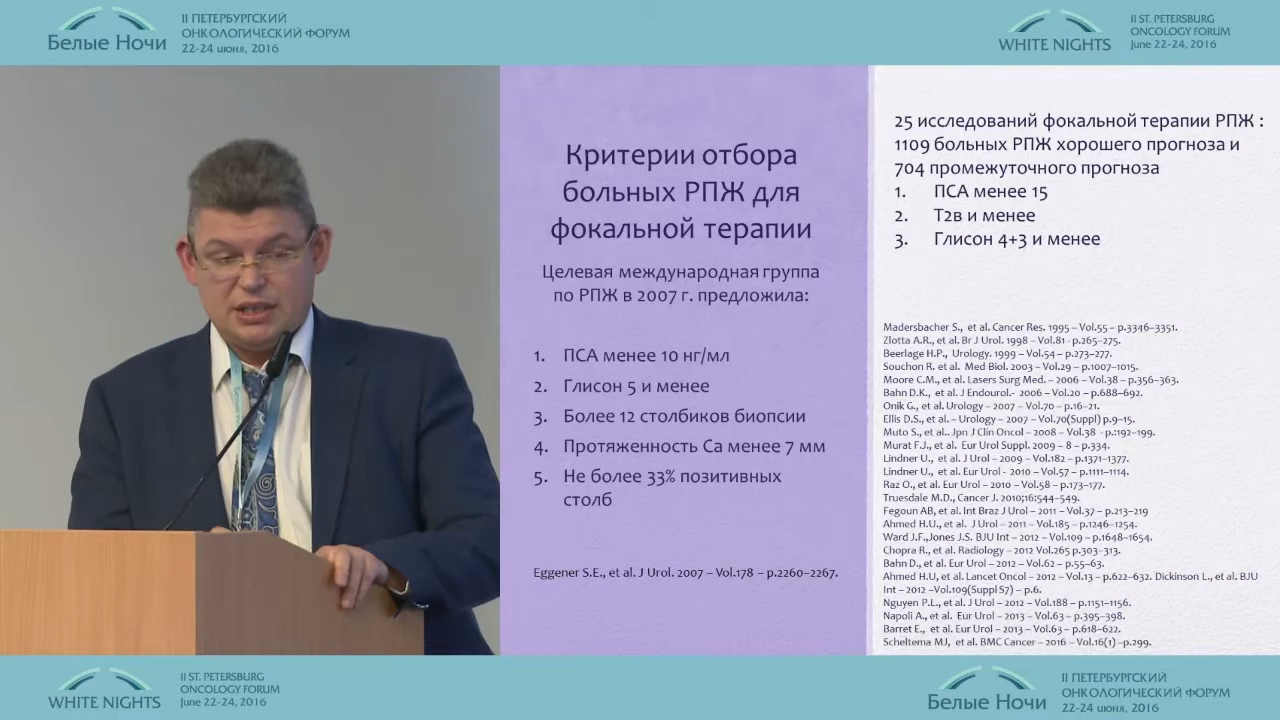 Белые Ночи
II ПЕТЕРБУРГСКИЙ
ОНКОЛОГИЧЕСКИЙ ФОРУМ
22-24 июня, 2016
WHITE NIGHTS
II ST. PETERSBURG
ONCOLOGY FORUM
June 22-24, 2016
Критерии отбора
больных РПЖ для
фокальной терапии
Целевая международная группа
по РПЖ в 2007 г. предложила:
1. ПСА менее 10 нг/мл
2. Глисон 5 и менее
3. Более 12 столбиков биопсии
4. Протяженность Са менее 7 мм
5. Не более 33% позитивных
столб
Eggener S.E., et al. J Urol. 2007 – Vol.178 – p.2260–2267.
25 исследований фокальной терапии РПЖ :
1109 больных РПЖ хорошего прогноза и
704 промежуточного прогноза
1. ПСА менее 15
2. Т2в и менее
3. Глисон 4+3 и менее
Madersbacher S., et al. Cancer Res. 1995 – Vol.55 – p.3346–3351.
Zlotta A.R., et al. Br J Urol. 1998 – Vol.81 - p.265–275.
Beerlage H.P., Urology. 1999 – Vol.54 – p.273–277.
Souchon R. et al. Med Biol. 2003 – Vol.29 – p.1007–1015.
Moore C.M., et al. Lasers Surg Med. – 2006 – Vol.38 – p.356–363.
Bahn D.K., et al. J Endourol.- 2006 – Vol.20 – p.688–692.
Onik G., et al. Urology – 2007 – Vol.70 – p.16–21.
Ellis D.S., et al. – Urology – 2007 – Vol.70(Suppl) p.9–15.
Muto S., et al.. Jpn J Clin Oncol – 2008 – Vol.38 - p.:192–199.
Murat F.J., et al. Eur Urol Suppl. 2009 – 8 – p.334.
Lindner U., et al. J Urol – 2009 – Vol.182 – p.1371–1377.
Lindner U., et al. Eur Urol - 2010 – Vol.57 – p.1111–1114.
Raz O., et al. Eur Urol – 2010 – Vol.58 – p.173–177.
Truesdale M.D., Cancer J. 2010;16:544–549.
Fegoun AB, et al. Int Braz J Urol – 2011 – Vol.37 – p.213–219
Ahmed H.U., et al. J Urol – 2011 – Vol.185 – p.1246–1254.
Ward J.F.,Jones J.S. BJU Int – 2012 – Vol.109 – p.1648–1654.
Chopra R., et al. Radiology – 2012 Vol.265 p.303–313.
Bahn D., et al. Eur Urol – 2012 – Vol.62 – p.55–63.
Ahmed H.U, et al. Lancet Oncol – 2012 – Vol.13 – p.622–632. Dickinson L., et al. BJU
Int – 2012 –Vol.109(Suppl S7) – p.6.
Nguyen P.L., et al. J Urol – 2012 – Vol.188 – p.1151–1156.
Napoli A., et al. Eur Urol – 2013 – Vol.63 – p.395–398.
Barret E., et al. Eur Urol – 2013 – Vol.63 – p.618–622.
Scheltema MJ, et al. BMC Cancer – 2016 – Vol.16(1) –p.299.
WHITE NIGHTS
II ST. PETERSBURG
ONCOLOGY FORUM
June 22-24, 2016
Белые Ночи
II ПЕТЕРБУРГСКИЙ
ОНКОЛОГИЧЕСКИЙ ФОРУМ
22-24 июня, 2016